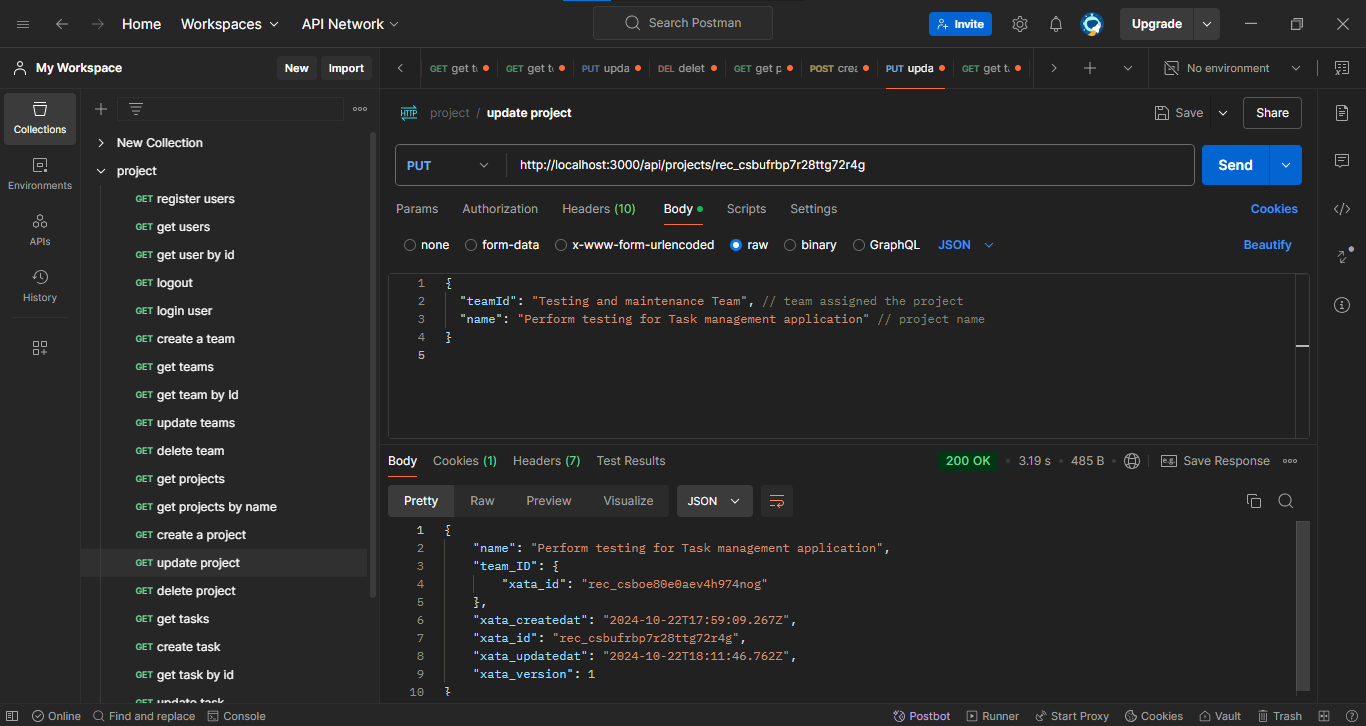 Home Workspaces API Network Search Postman Invite Upgrade
My Workspace New Import
GET get t PUT upda DEL delet GET get p POST crea PUT upda GET get t No environment
GET get t
Collections
Environments
APIs
History
New Collection
project
GET register users
GET get users
GET get user by id
GET logout
GET login user
GET create a team
GET get teams
GET get team by Id
GET update teams
GET delete team
GET get projects
GET get projects by name
GET create a project
GET update project
GET delete project
GET get tasks
GET create task
GET get task by id
GET update task
HTTP project / update project Save Share
PUT http://localhost:3000/api/projects/rec_csbufrbp7r28ttg72r4g Send
Params Authorization Headers (10) Body Scripts Settings Cookies
none form-data x-www-form-urlencoded raw binary GraphQL JSON Beautify
1 {
2 "teamId": "Testing and maintenance Team", // team assigned the project
3 "name": "Perform testing for Task management application" // project name
4 }
5
Body Cookies (1) Headers (7) Test Results 200 OK 3.19 s 485 B e.g. Save Response
Pretty Raw Preview Visualize JSON
1 {
2 "name": "Perform testing for Task management application",
3 "team_ID": {
4 "xata_id": "rec_csboe80e0aev4h974nog"
5 },
6 "xata_createdat": "2024-10-22T17:59:09.267Z",
7 "xata_id": "rec_csbufrbp7r28ttg72r4g",
8 "xata_updatedat": "2024-10-22T18:11:46.762Z",
9 "xata_version": 1
10 }
Online Find and replace Console Postbot Runner Start Proxy Cookies Vault Trash